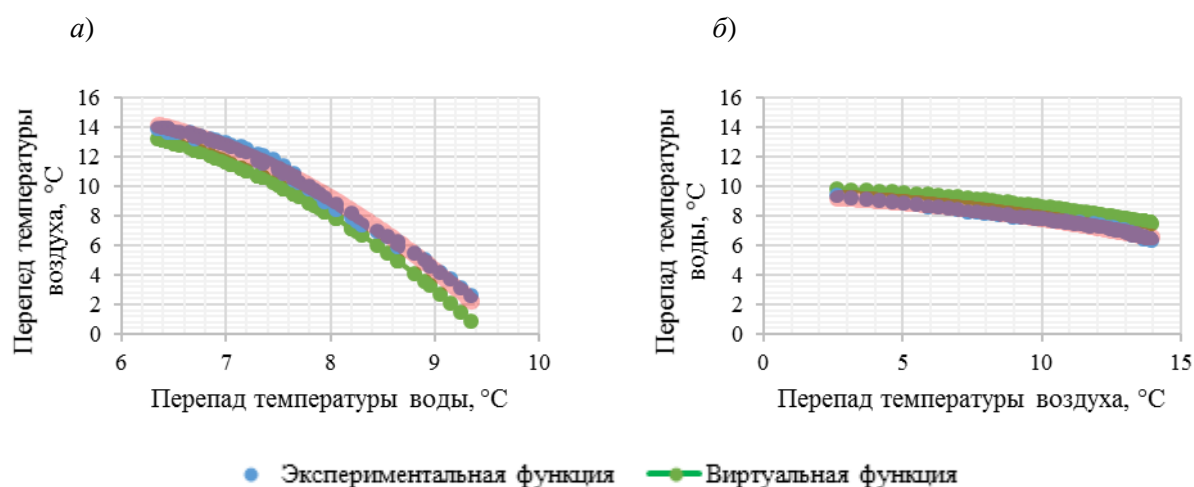 а)
б)
Перепед температуры
воздуха, °C
16
14
12
10
8
6
4
2
0
6
7
8
9
10
Перепад температуры воды, °C
Перепад температуры
воды, °C
16
14
12
10
8
6
4
2
0
0
5
10
15
Перепад температуры воздуха, °C
Экспериментальная функция
Виртуальная функция